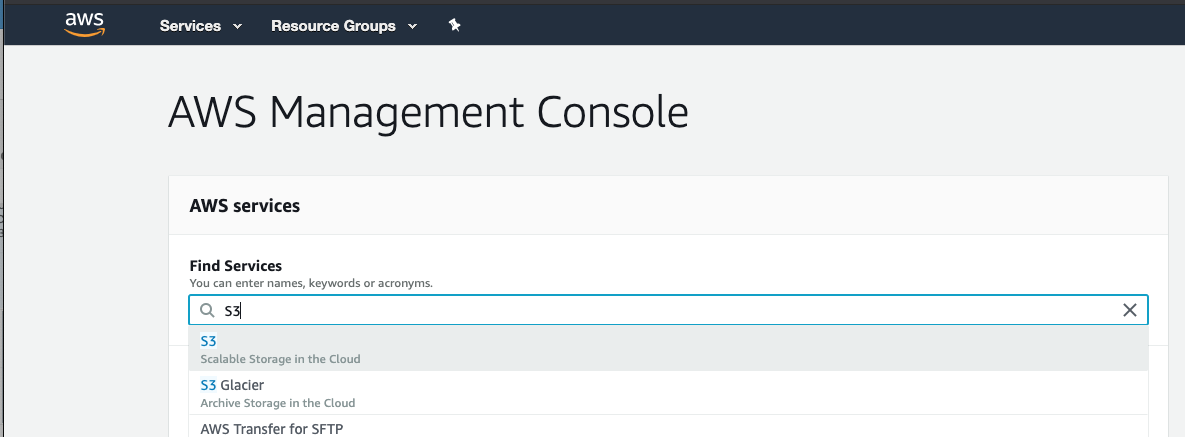 aws Services Resource Groups
AWS Management Console
AWS services
Find Services
You can enter names, keywords or acronyms.
S3
S3
Scalable Storage in the Cloud
S3 Glacier
Archive Storage in the Cloud
AWS Transfer for SFTP